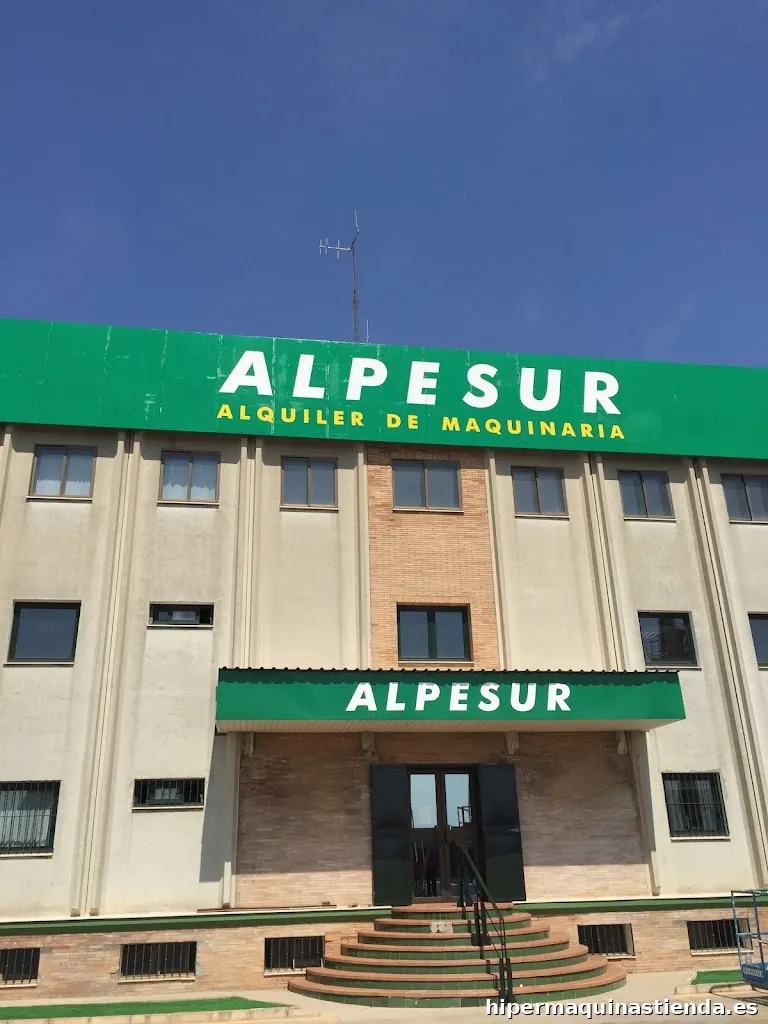 ALPESUR
ALQUILER DE MAQUINARIA
ALPESUR
hipermaquinastienda.es